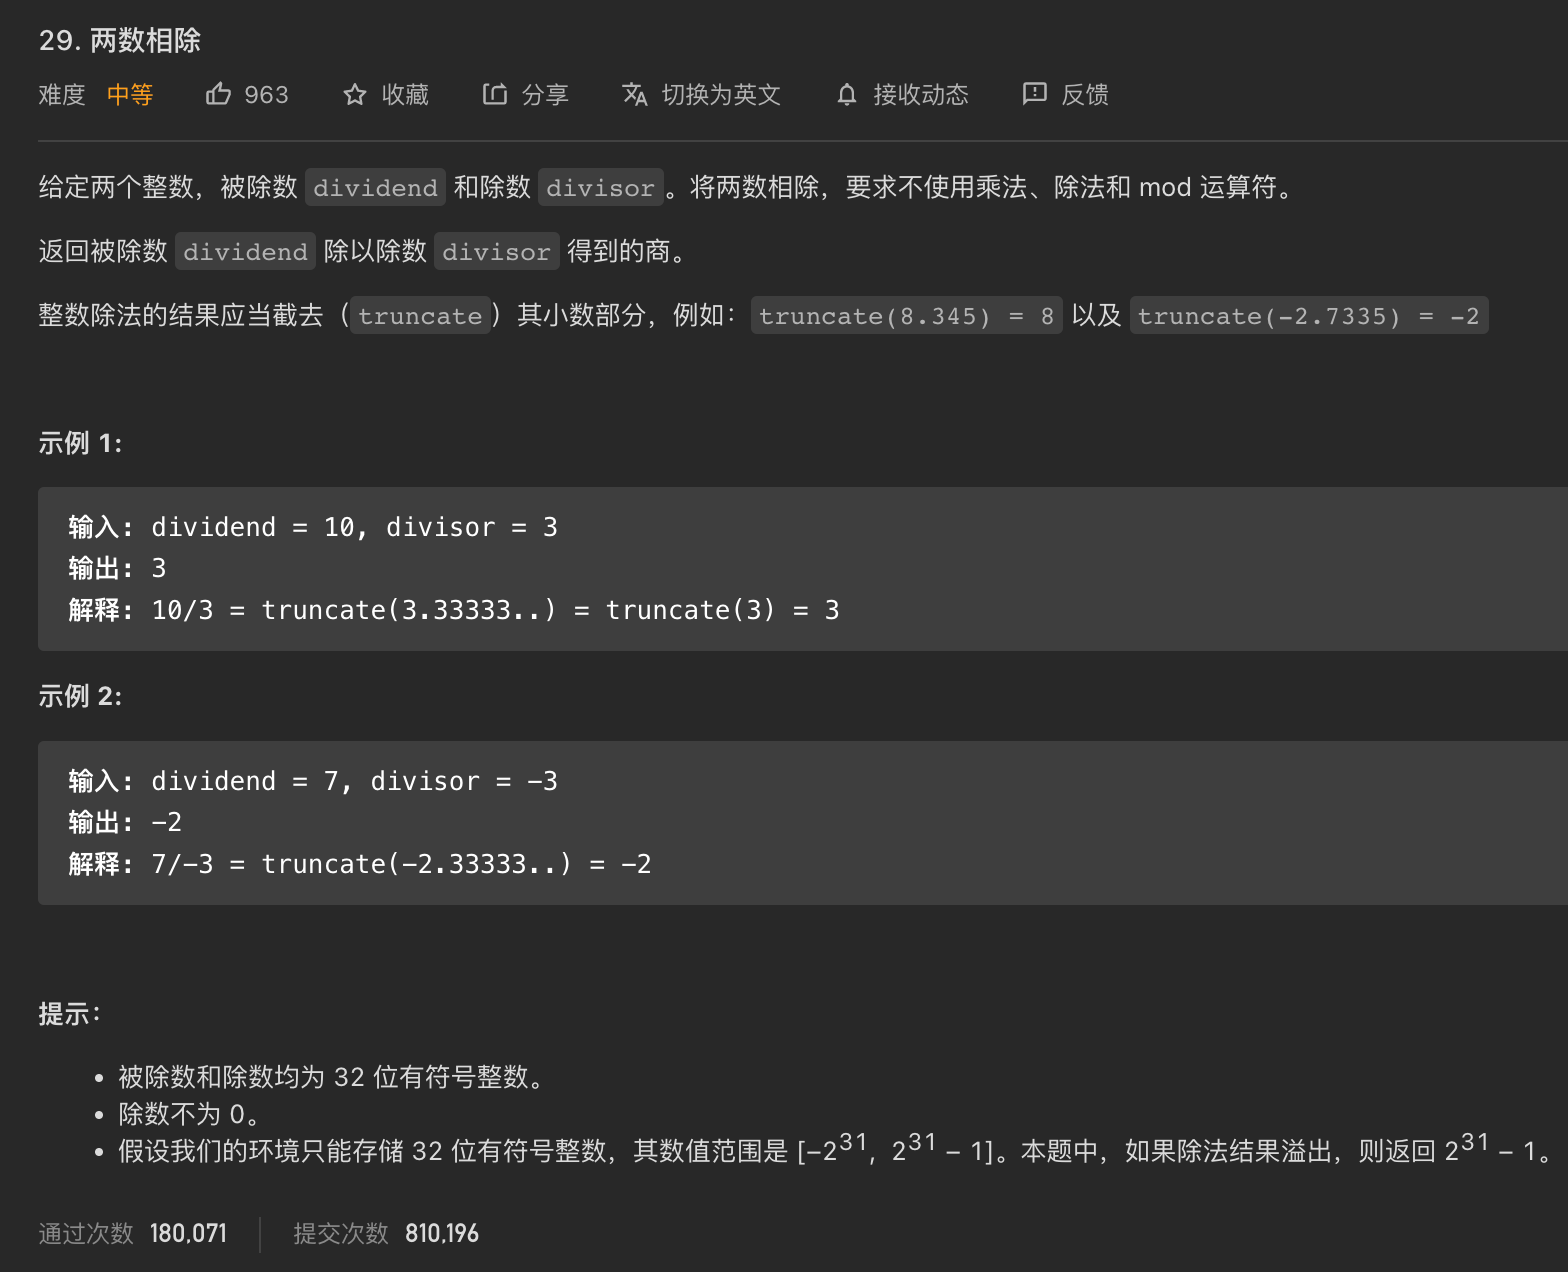 29. 两数相除
难度 中等 963 收藏 分享 切换为英文 接收动态 反馈
给定两个整数，被除数 dividend 和除数 divisor。将两数相除，要求不使用乘法、除法和 mod 运算符。
返回被除数 dividend 除以除数 divisor 得到的商。
整数除法的结果应当截去（truncate）其小数部分，例如：truncate(8.345) = 8 以及 truncate(-2.7335) = -2
示例 1:
输入: dividend = 10, divisor = 3
输出: 3
解释: 10/3 = truncate(3.33333..) = truncate(3) = 3
示例 2:
输入: dividend = 7, divisor = -3
输出: -2
解释: 7/-3 = truncate(-2.33333..) = -2
提示：
• 被除数和除数均为 32 位有符号整数。
• 除数不为 0。
• 假设我们的环境只能存储 32 位有符号整数，其数值范围是 [−2³¹, 2³¹ − 1]。本题中，如果除法结果溢出，则返回 2³¹ − 1。
通过次数 180,071 提交次数 810,196